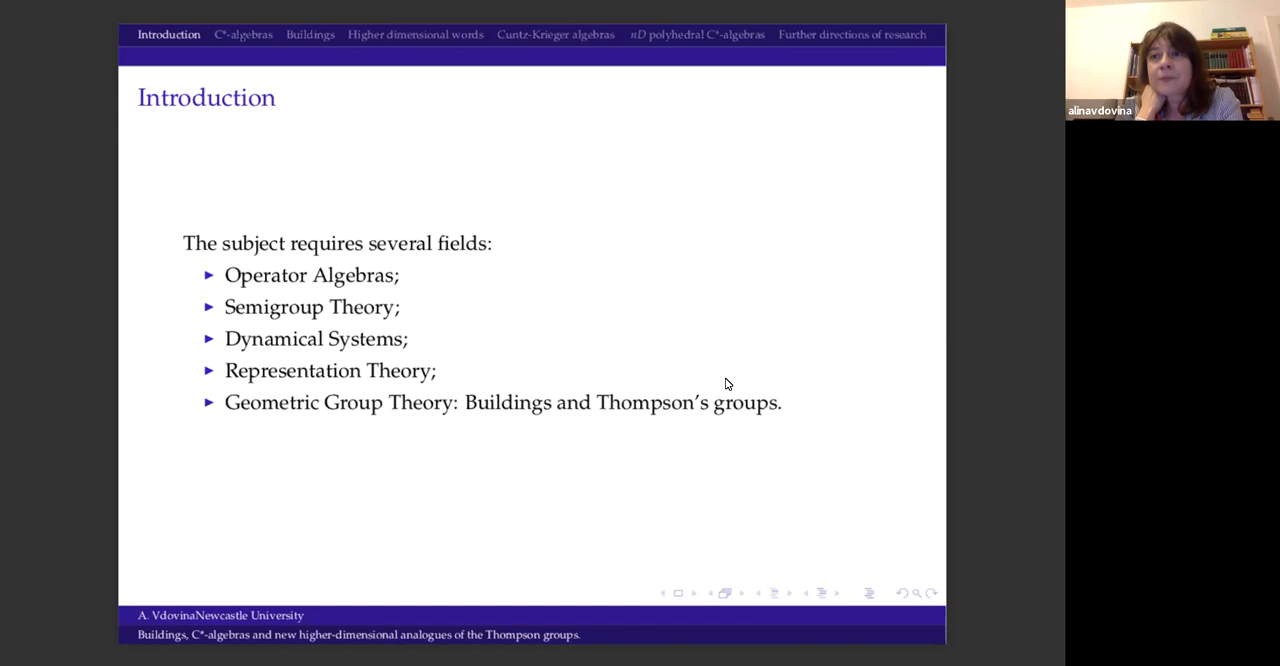 Introduction C*-algebras Buildings Higher dimensional words Cuntz-Krieger algebras nD polyhedral C*-algebras Further directions of research
Introduction
The subject requires several fields:
Operator Algebras;
Semigroup Theory;
Dynamical Systems;
Representation Theory;
Geometric Group Theory: Buildings and Thompson's groups.
A. VdovinaNewcastle University
Buildings, C*-algebras and new higher-dimensional analogues of the Thompson groups.
alinavdovina